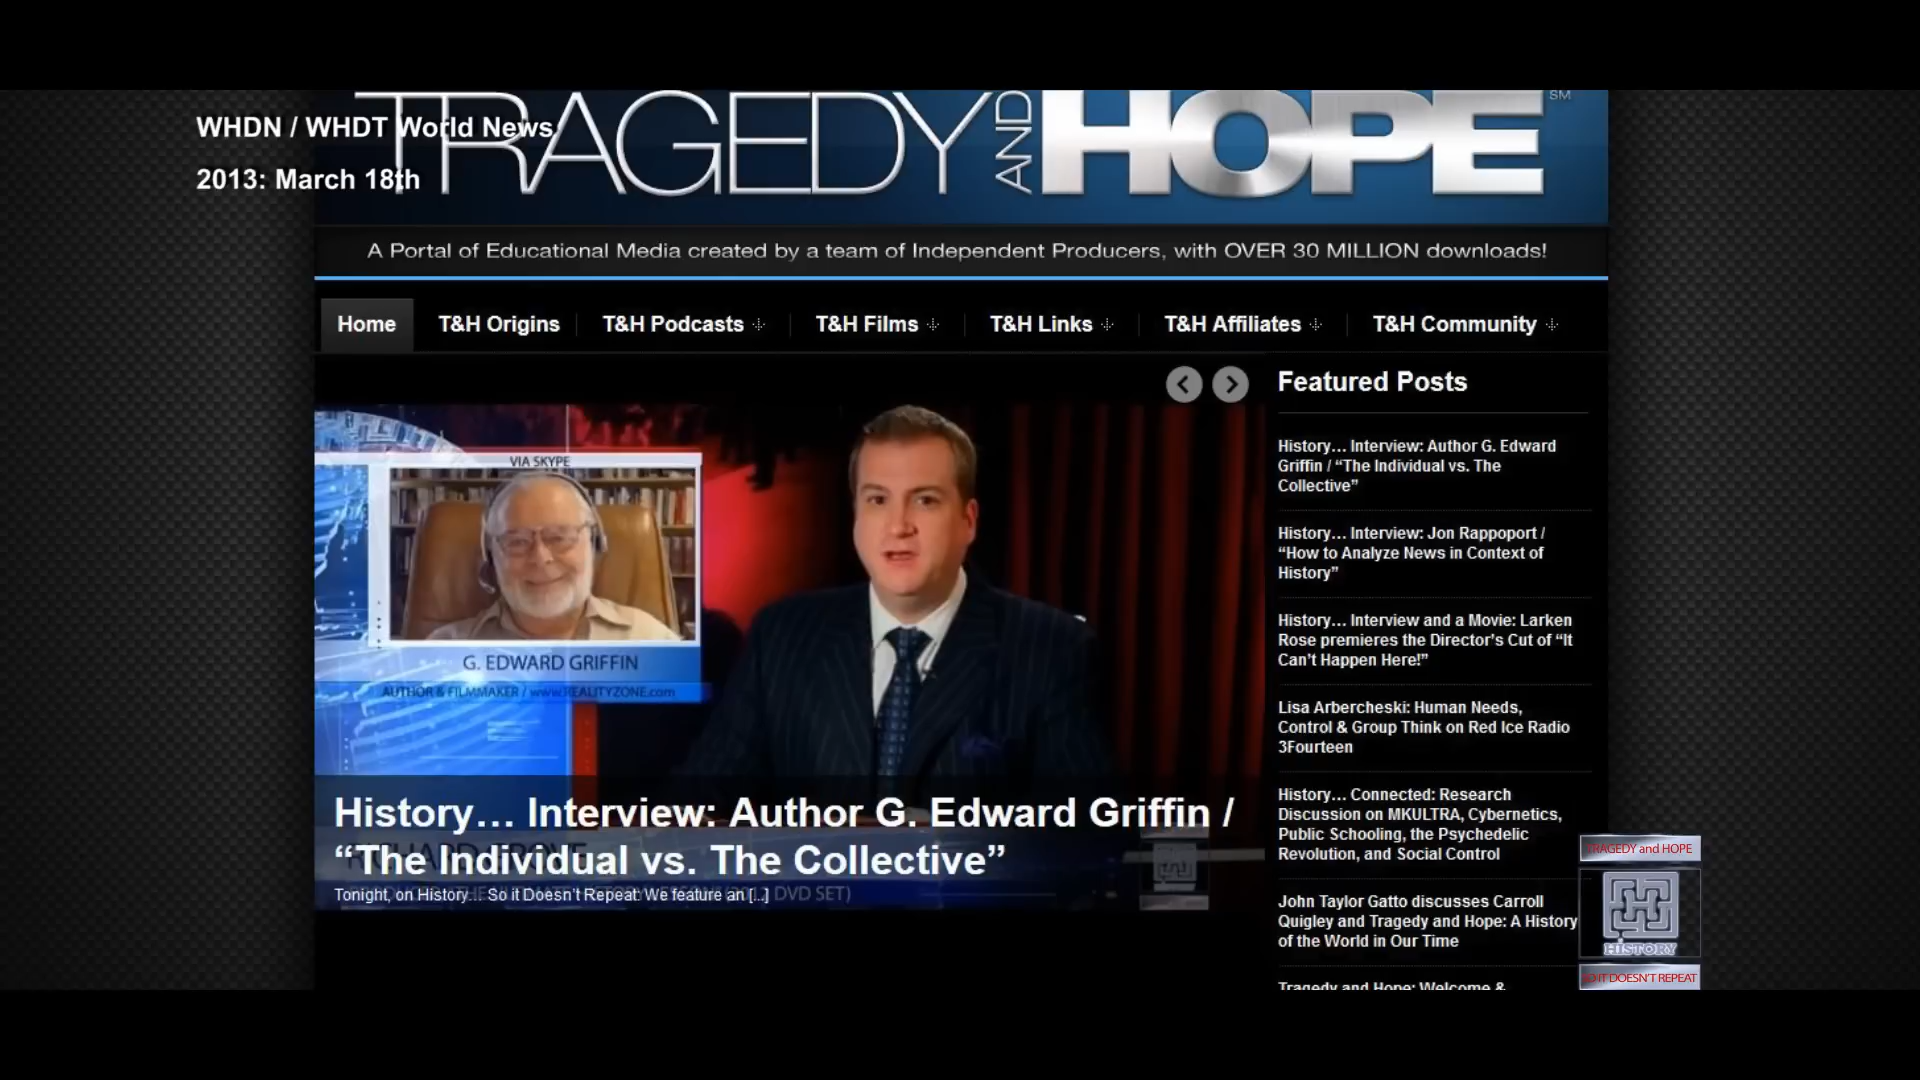 WHDN / WHDT World News
2013: March 18th
TRAGEDY AND HOPE SM
A Portal of Educational Media created by a team of Independent Producers, with OVER 30 MILLION downloads!
Home
T&H Origins
T&H Podcasts
T&H Films
T&H Links
T&H Affiliates
T&H Community
VIA SKYPE
G. EDWARD GRIFFIN
AUTHOR & FILMMAKER / www.REALITYZONE.com
History… Interview: Author G. Edward Griffin /
“The Individual vs. The Collective”
Tonight, on History… So it Doesn’t Repeat: We feature an [...]
DVD SET)
Featured Posts
History… Interview: Author G. Edward
Griffin / “The Individual vs. The
Collective”
History… Interview: Jon Rappoport /
“How to Analyze News in Context of
History”
History… Interview and a Movie: Larken
Rose premieres the Director’s Cut of “It
Can’t Happen Here!”
Lisa Arbercheski: Human Needs,
Control & Group Think on Red Ice Radio
3Fourteen
History… Connected: Research
Discussion on MKULTRA, Cybernetics,
Public Schooling, the Psychedelic
Revolution, and Social Control
John Taylor Gatto discusses Carroll
Quigley and Tragedy and Hope: A History
of the World in Our Time
Tragedy and Hope: Welcome &
TRAGEDY and HOPE
HISTORY
SO IT DOESN'T REPEAT